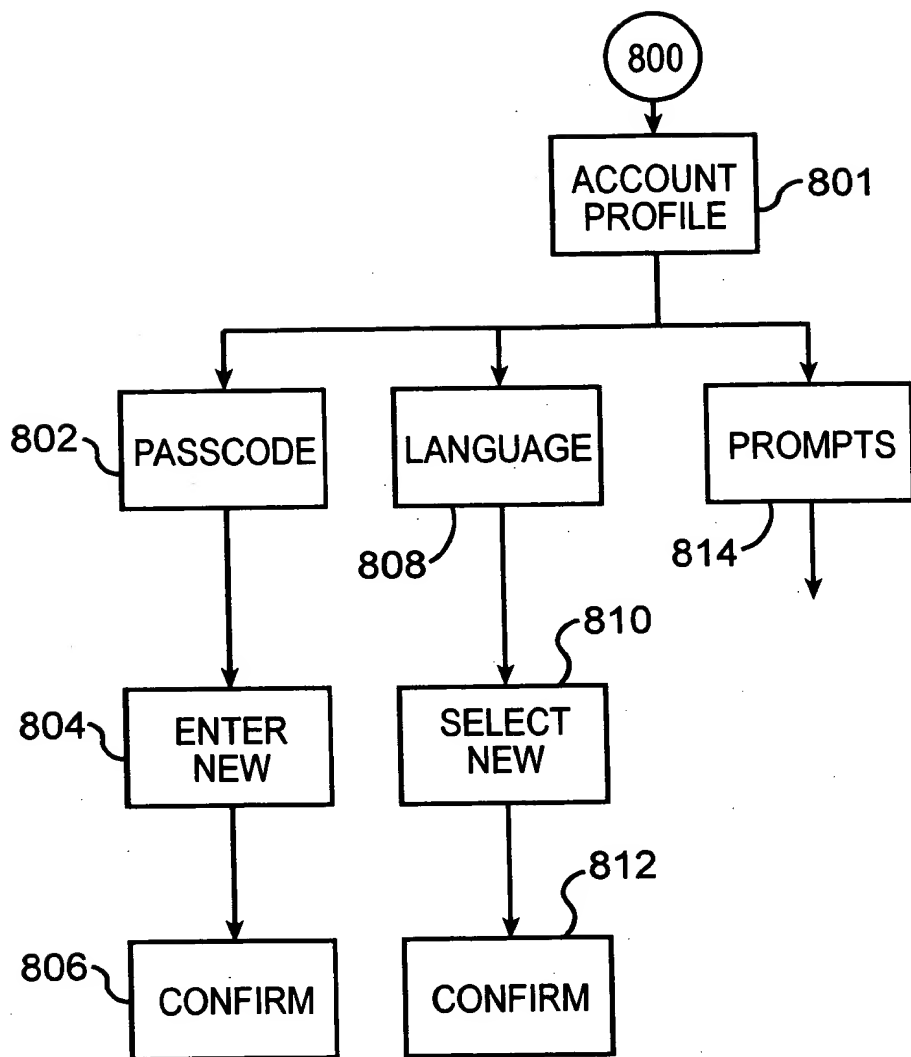 800
ACCOUNT
PROFILE
801
802
PASSCODE
LANGUAGE
PROMPTS
808
814
810
804
ENTER
NEW
SELECT
NEW
812
806
CONFIRM
CONFIRM